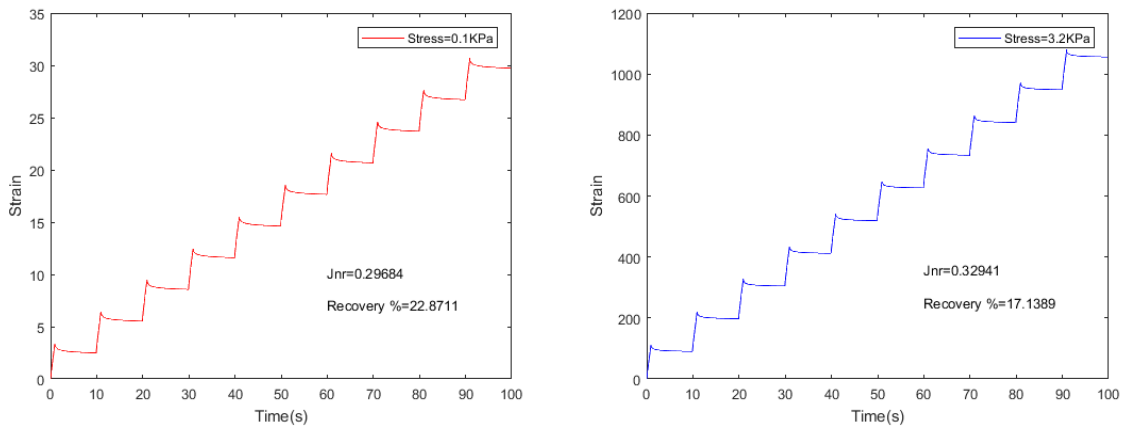 35
30
25
20
15
10
5
0
Strain
Stress=0.1KPa
Jnr=0.29684
Recovery %=22.8711
0 10 20 30 40 50 60 70 80 90 100
Time(s)
1200
1000
800
600
400
200
0
Strain
Stress=3.2KPa
Jnr=0.32941
Recovery %=17.1389
0 10 20 30 40 50 60 70 80 90 100
Time(s)